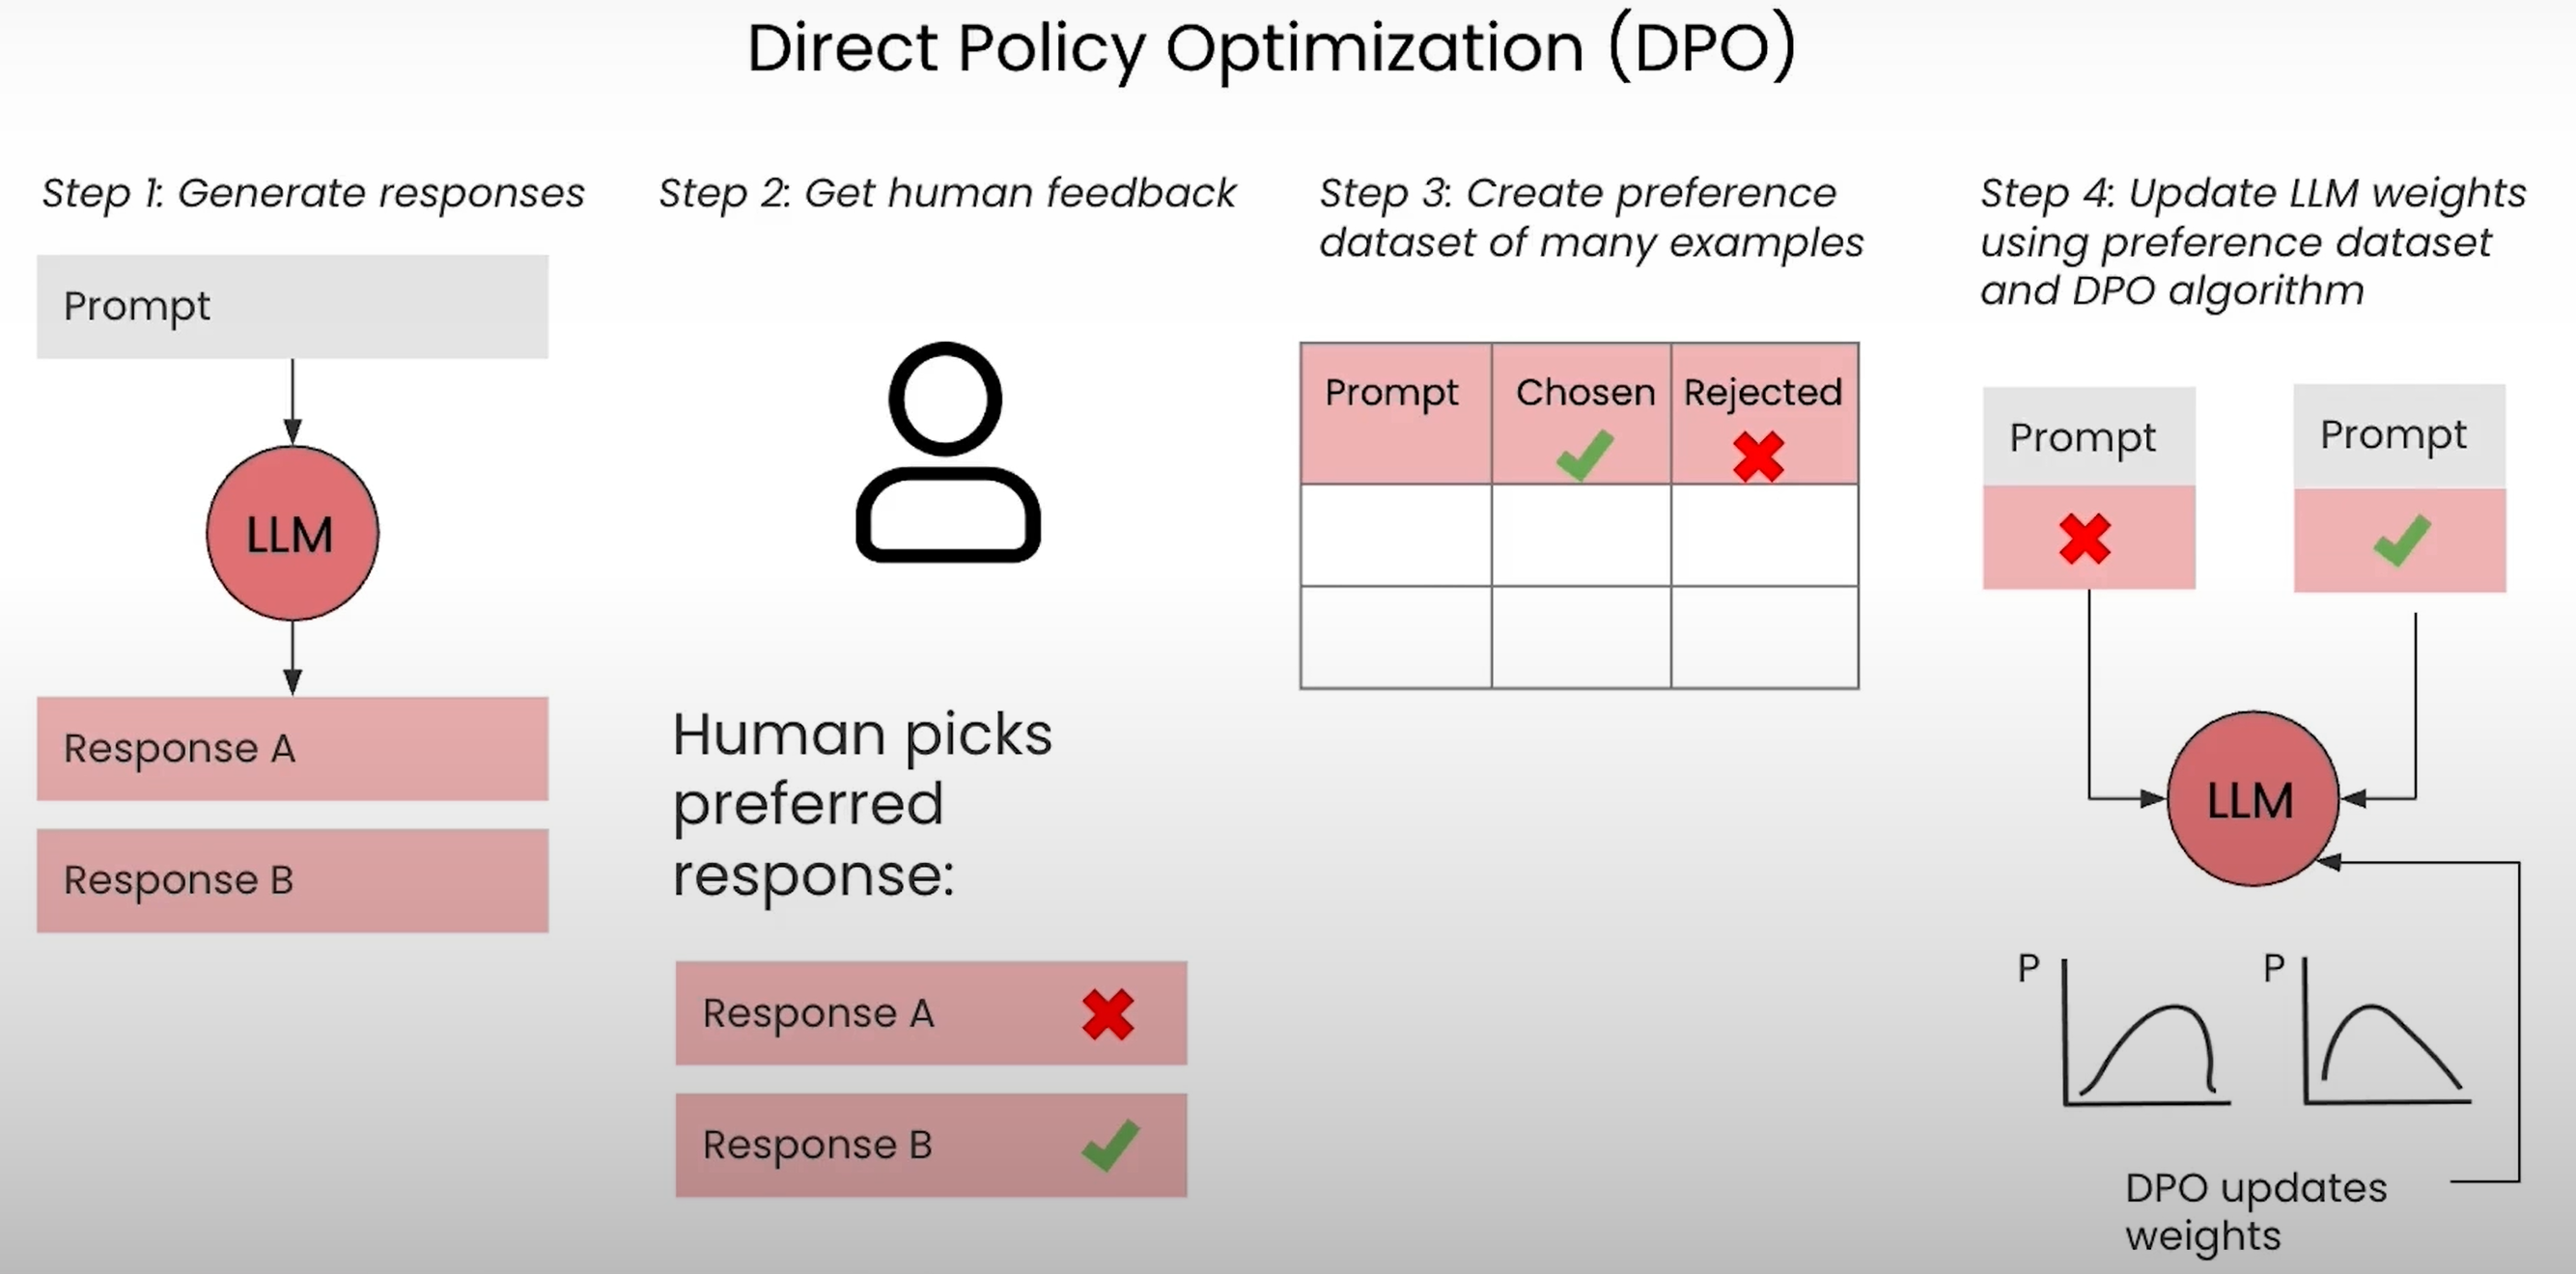 Direct Policy Optimization (DPO)
Step 1: Generate responses
Prompt
LLM
Response A
Response B
Step 2: Get human feedback
Human picks
preferred
response:
Response A
Response B
Step 3: Create preference
dataset of many examples
Prompt Chosen Rejected
Step 4: Update LLM weights
using preference dataset
and DPO algorithm
Prompt
Prompt
LLM
P
P
DPO updates
weights